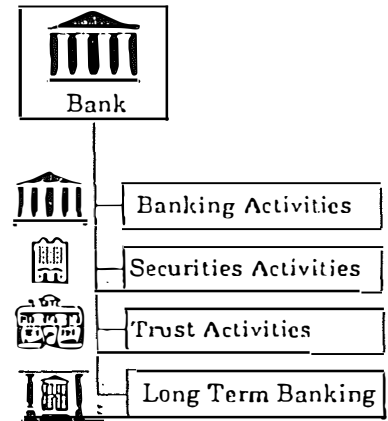 Bank
Banking Activities
Securities Activities
Trust Activities
Long Term Banking